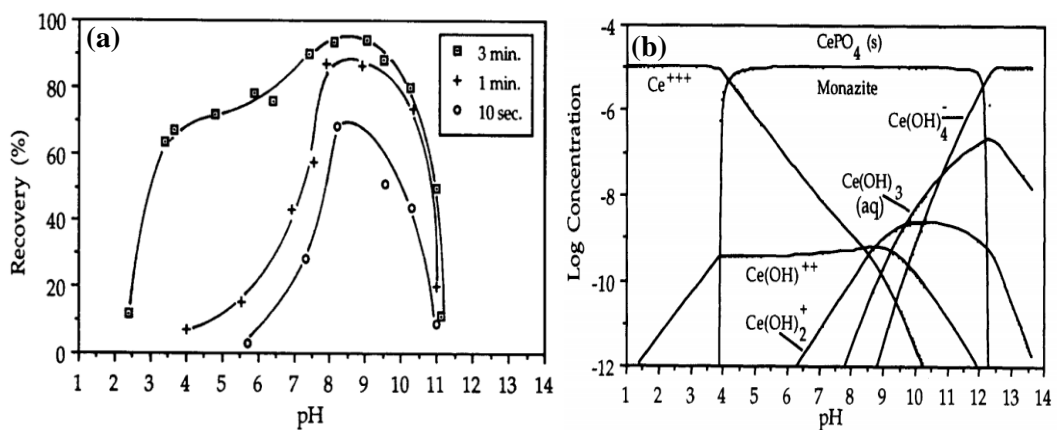 (a)
3 min.
1 min.
10 sec.
Recovery (%)
100
80
60
40
20
0
0 1 2 3 4 5 6 7 8 9 10 11 12 13 14
pH
(b)
CePO4 (s)
Ce+++
Monazite
Ce(OH)4-
Ce(OH)3
(aq)
Ce(OH)++
Ce(OH)2+
Log Concentration
-4
-6
-8
-10
-12
1 2 3 4 5 6 7 8 9 10 11 12 13 14
pH